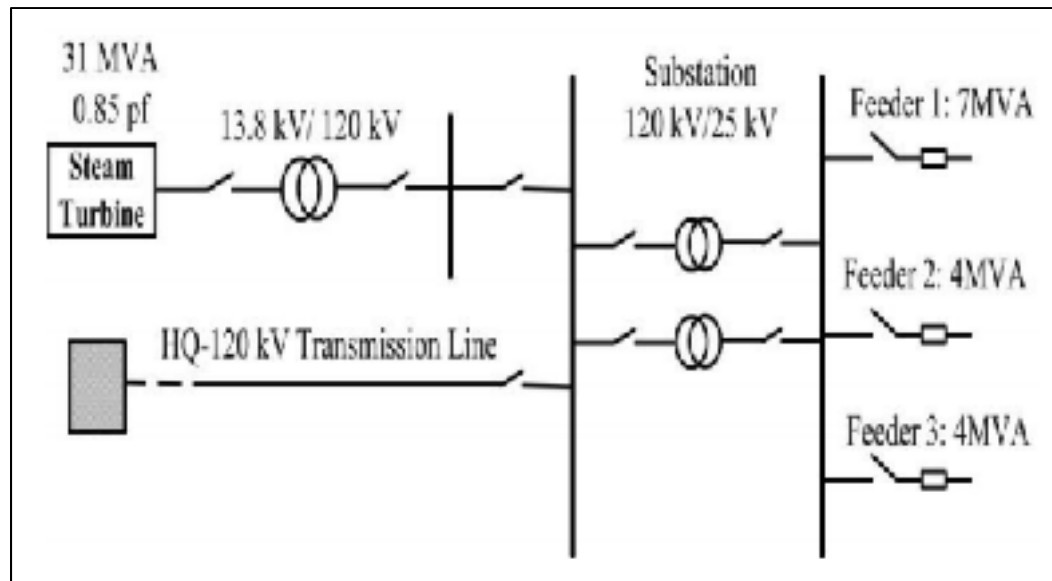 31 MVA
0.85 pf
Steam
Turbine
13.8 kV/ 120 kV
Substation
120 kV/25 kV
Feeder 1: 7MVA
Feeder 2: 4MVA
Feeder 3: 4MVA
HQ-120 kV Transmission Line